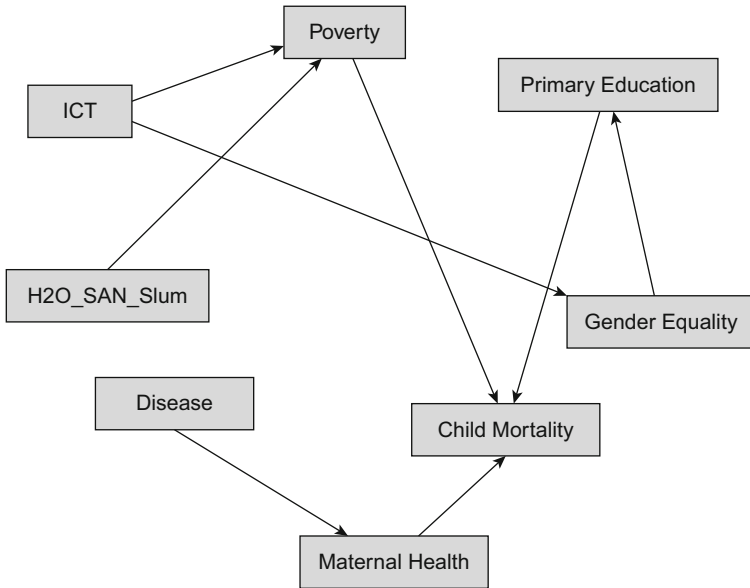 Poverty
Primary Education
ICT
H2O_SAN_Slum
Gender Equality
Disease
Child Mortality
Maternal Health